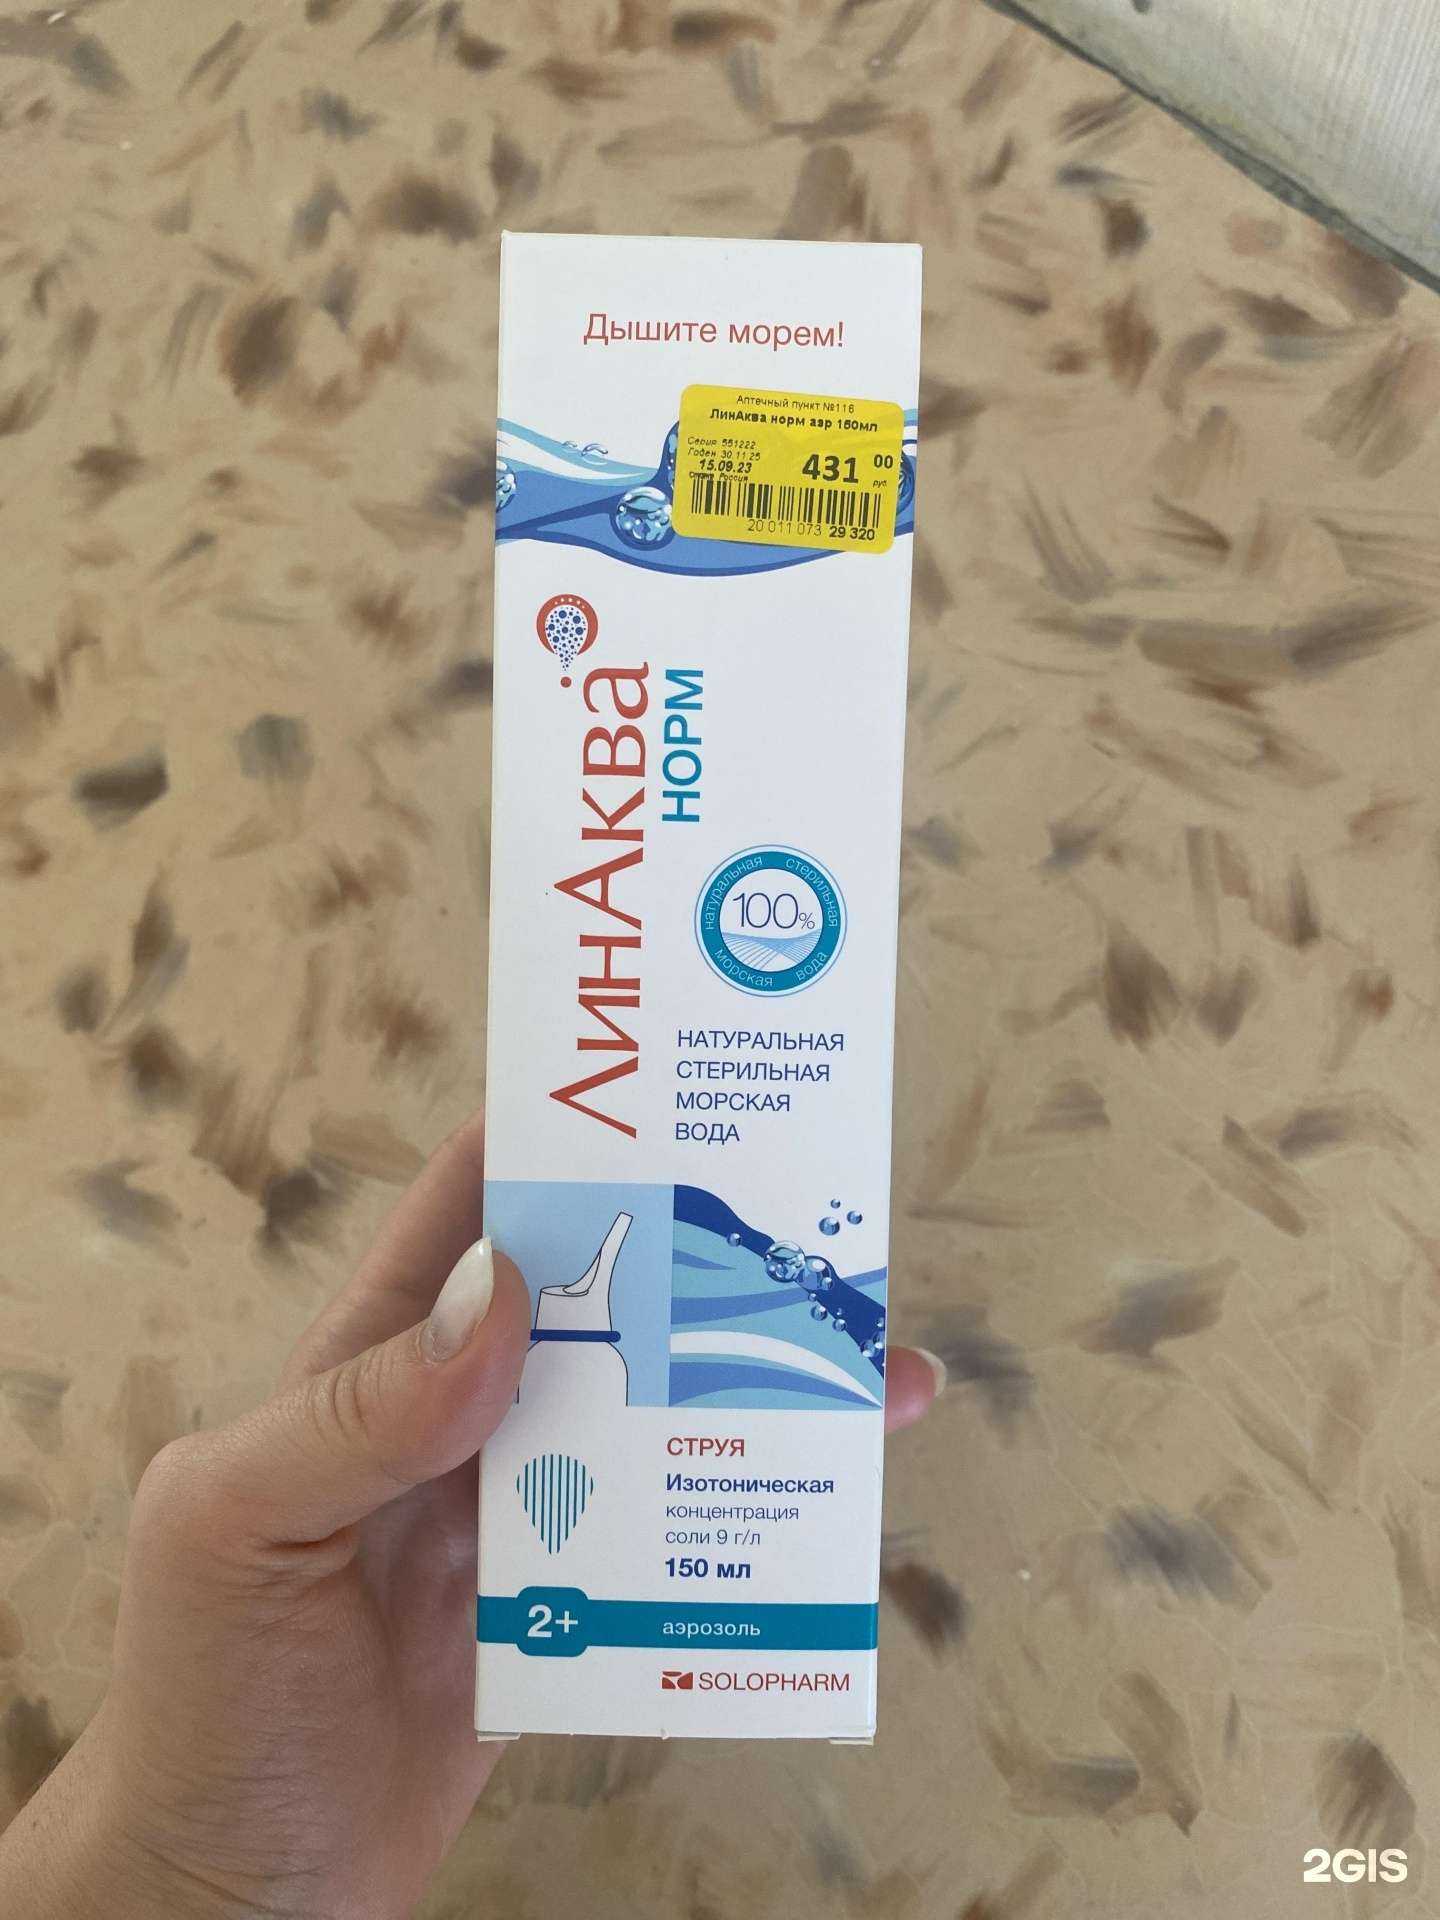 Дышите морем!
Аптечный пункт №116
ЛинАква норм аэр 150мл
Серия 551222
Годен 30.11.25
15.09.23
Страна Россия
431 00
руб.
20 011 073 29 320
ЛИНАКВА
НОРМ
натуральная стерильная
100%
морская вода
НАТУРАЛЬНАЯ
СТЕРИЛЬНАЯ
МОРСКАЯ
ВОДА
СТРУЯ
Изотоническая
концентрация
соли 9 г/л
150 мл
2+
аэрозоль
SOLOPHARM
2GIS